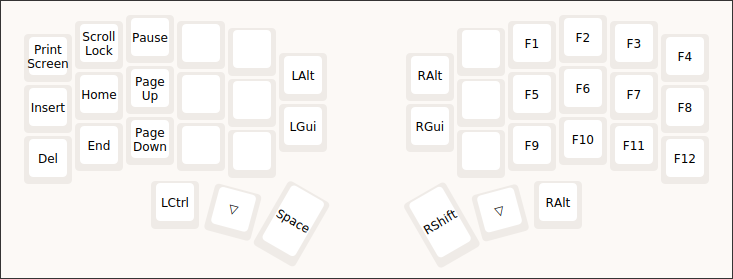 Print
Screen
Scroll
Lock
Pause
LAlt
RAlt
F1
F2
F3
F4
Insert
Home
Page
Up
LGui
RGui
F5
F6
F7
F8
Del
End
Page
Down
F9
F10
F11
F12
LCtrl
▽
Space
RShift
▽
RAlt